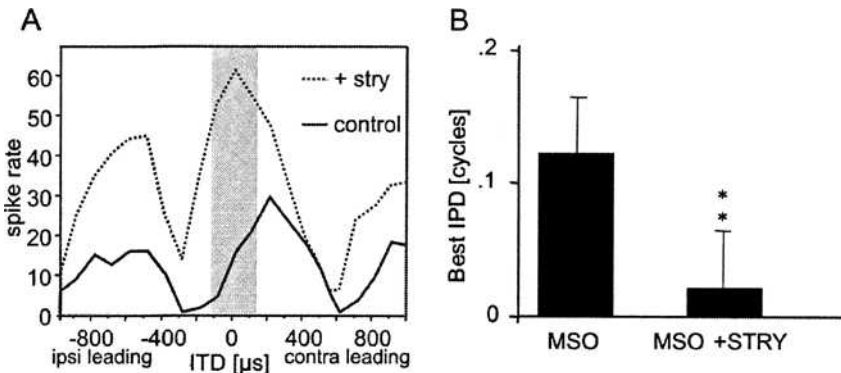 A
spike rate
60
50
40
30
20
10
0
+ stry
control
-800 -400 0 400 800
ipsi leading ITD [µs] contra leading
B
Best IPD [cycles]
.2
.1
0
* *
MSO MSO +STRY